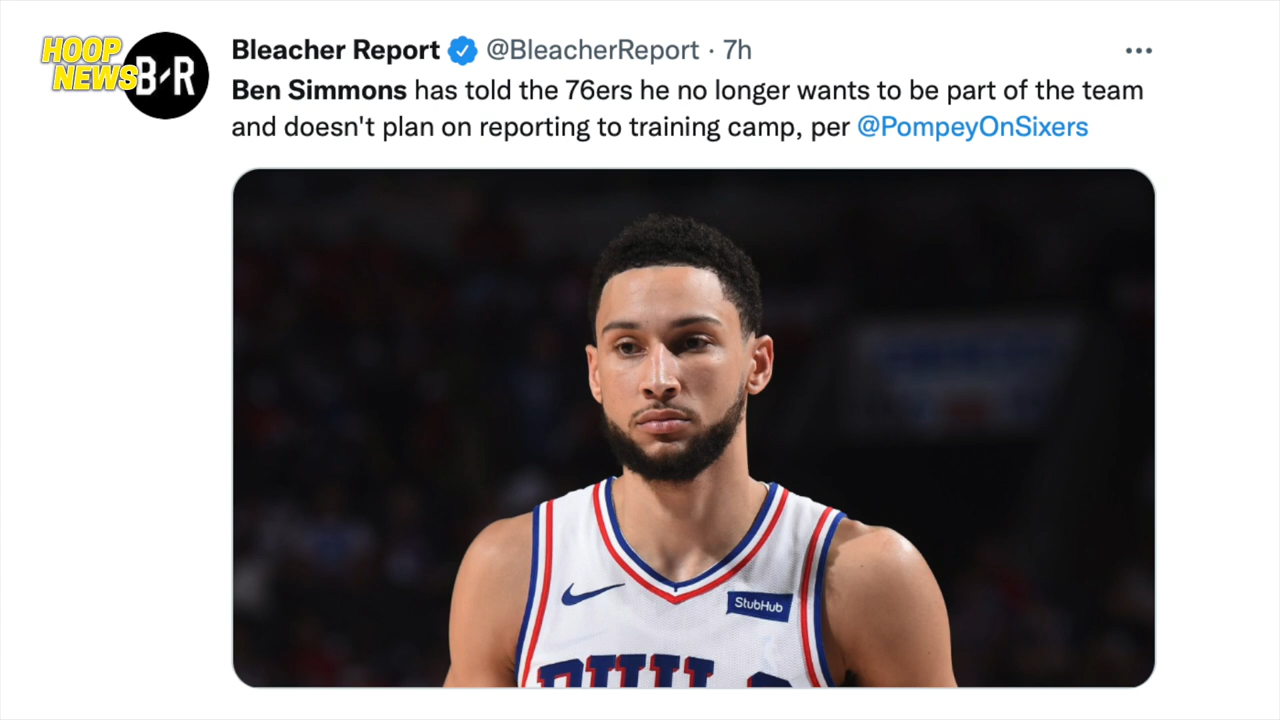 HOOP
NEWS
B-R
Bleacher Report @BleacherReport · 7h
Ben Simmons has told the 76ers he no longer wants to be part of the team
and doesn't plan on reporting to training camp, per @PompeyOnSixers
StubHub
PHILA